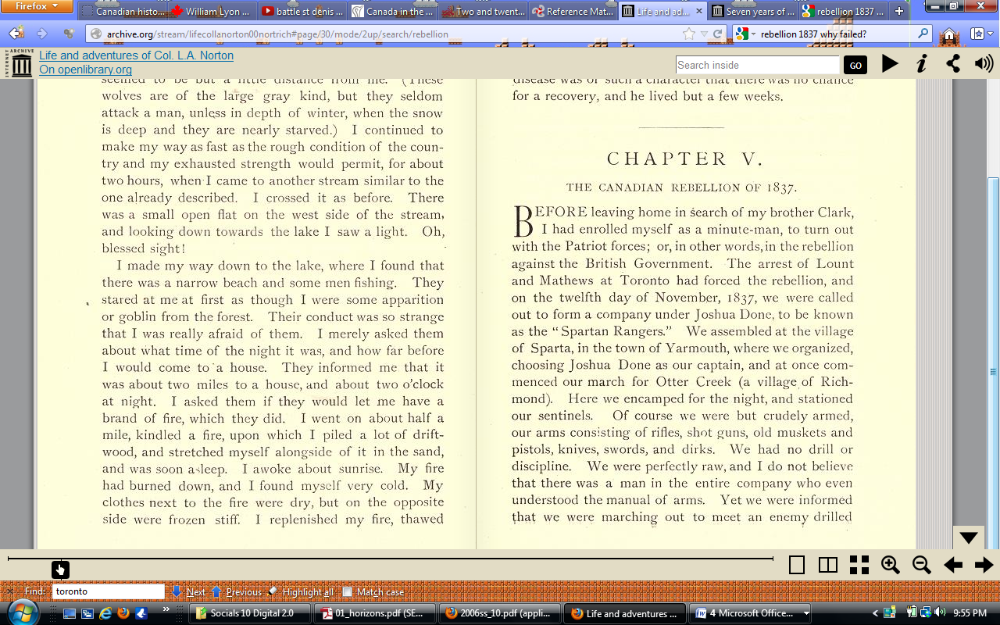 Firefox
Canadian histo...
William Lyon ...
battle st denis ...
Canada in the ...
Two and twent...
Reference Mat...
Life and ad...
Seven years of ...
rebellion 1837 ...
archive.org/stream/lifecollanorton00nortrich#page/30/mode/2up/search/rebellion
rebellion 1837 why failed?
INTERNET ARCHIVE
Life and adventures of Col. L.A. Norton
On openlibrary.org
Search inside
GO
seemed to be but a little distance from me. (These
wolves are of the large gray kind, but they seldom
attack a man, unless in depth of winter, when the snow
is deep and they are nearly starved.) I continued to
make my way as fast as the rough condition of the coun-
try and my exhausted strength would permit, for about
two hours, when I came to another stream similar to the
one already described. I crossed it as before. There
was a small open flat on the west side of the stream,
and looking down towards the lake I saw a light. Oh,
blessed sight!
I made my way down to the lake, where I found that
there was a narrow beach and some men fishing. They
stared at me at first as though I were some apparition
or goblin from the forest. Their conduct was so strange
that I was really afraid of them. I merely asked them
about what time of the night it was, and how far before
I would come to a house. They informed me that it
was about two miles to a house, and about two o'clock
at night. I asked them if they would let me have a
brand of fire, which they did. I went on about half a
mile, kindled a fire, upon which I piled a lot of drift-
wood, and stretched myself alongside of it in the sand,
and was soon asleep. I awoke about sunrise. My fire
had burned down, and I found myself very cold. My
clothes next to the fire were dry, but on the opposite
side were frozen stiff. I replenished my fire, thawed
disease was of such a character that there was no chance
for a recovery, and he lived but a few weeks.
CHAPTER V.
THE CANADIAN REBELLION OF 1837.
BEFORE leaving home in search of my brother Clark,
I had enrolled myself as a minute-man, to turn out
with the Patriot forces; or, in other words, in the rebellion
against the British Government. The arrest of Lount
and Mathews at Toronto had forced the rebellion, and
on the twelfth day of November, 1837, we were called
out to form a company under Joshua Done, to be known
as the "Spartan Rangers." We assembled at the village
of Sparta, in the town of Yarmouth, where we organized,
choosing Joshua Done as our captain, and at once com-
menced our march for Otter Creek (a village of Rich-
mond). Here we encamped for the night, and stationed
our sentinels. Of course we were but crudely armed,
our arms consisting of rifles, shot guns, old muskets and
pistols, knives, swords, and dirks. We had no drill or
discipline. We were perfectly raw, and I do not believe
that there was a man in the entire company who even
understood the manual of arms. Yet we were informed
that we were marching out to meet an enemy drilled
Find: toronto
Next
Previous
Highlight all
Match case
Socials 10 Digital 2.0
01_horizons.pdf (SE...
2006ss_10.pdf (appli...
Life and adventures ...
4 Microsoft Office...
9:55 PM